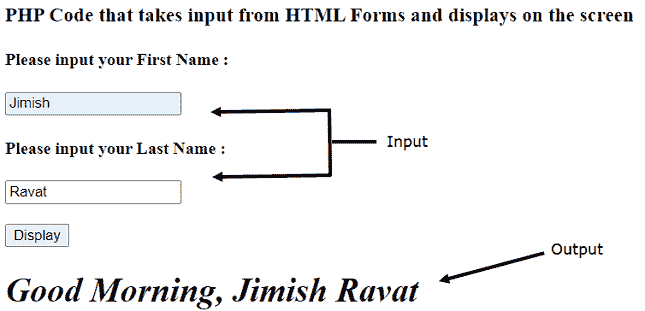 PHP Code that takes input from HTML Forms and displays on the screen
Please input your First Name :
Jimish
Input
Please input your Last Name :
Ravat
Display
Output
Good Morning, Jimish Ravat